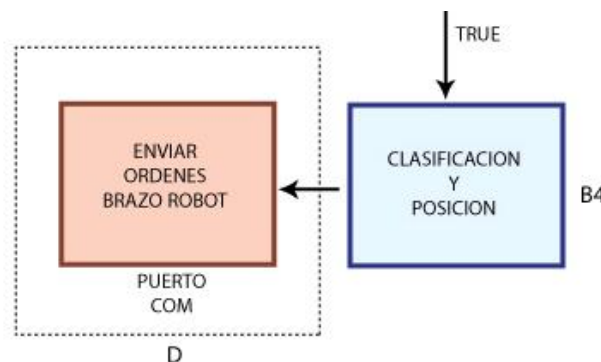 TRUE
ENVIAR
ORDENES
BRAZO ROBOT
CLASIFICACION
Y
POSICION
B4
PUERTO
COM
D